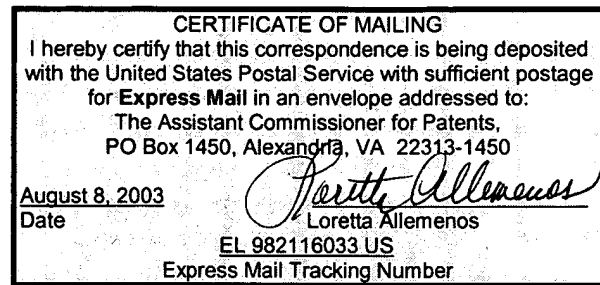 CERTIFICATE OF MAILING
I hereby certify that this correspondence is being deposited
with the United States Postal Service with sufficient postage
for Express Mail in an envelope addressed to:
The Assistant Commissioner for Patents,
PO Box 1450, Alexandria, VA 22313-1450
August 8, 2003 Loretta Allemenos
Date Loretta Allemenos
EL 982116033 US
Express Mail Tracking Number